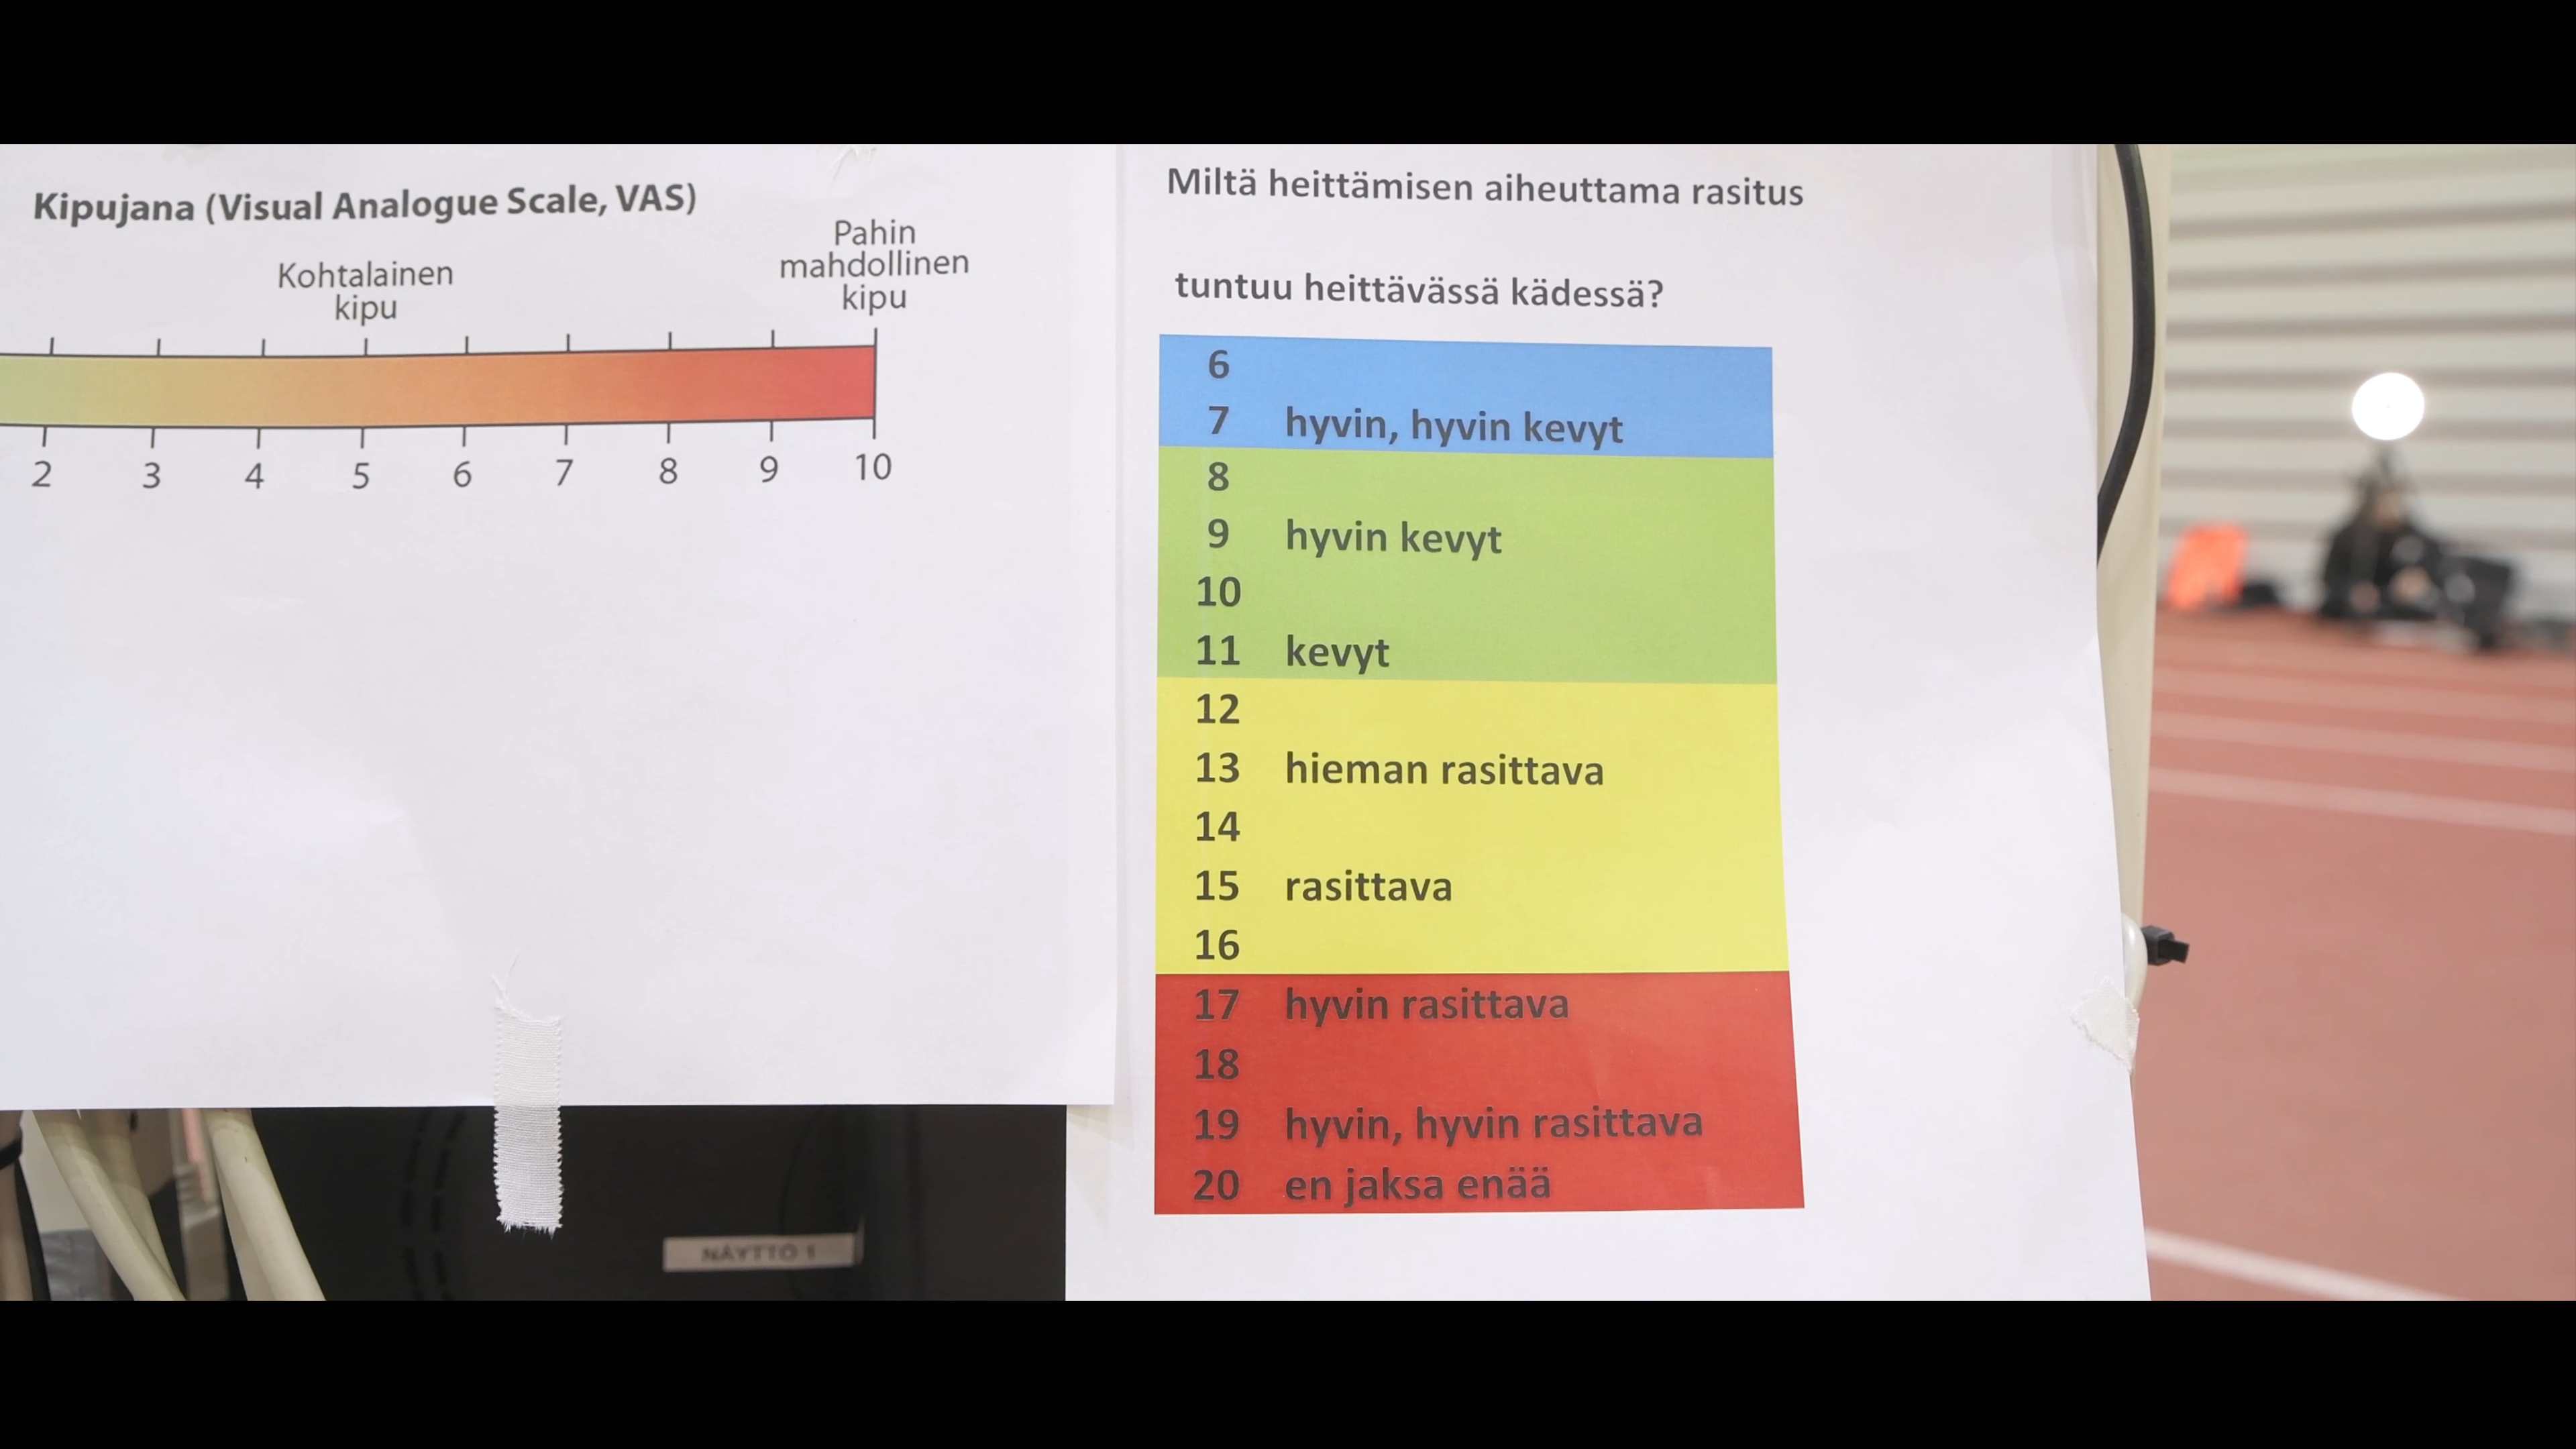 Kipujana (Visual Analogue Scale, VAS)
Kohtalainen
kipu
Pahin
mahdollinen
kipu
2 3 4 5 6 7 8 9 10
Miltä heittämisen aiheuttama rasitus
tuntuu heittävässä kädessä?
6
7 hyvin, hyvin kevyt
8
9 hyvin kevyt
10
11 kevyt
12
13 hieman rasittava
14
15 rasittava
16
17 hyvin rasittava
18
19 hyvin, hyvin rasittava
20 en jaksa enää
NÄYTTÖ 1